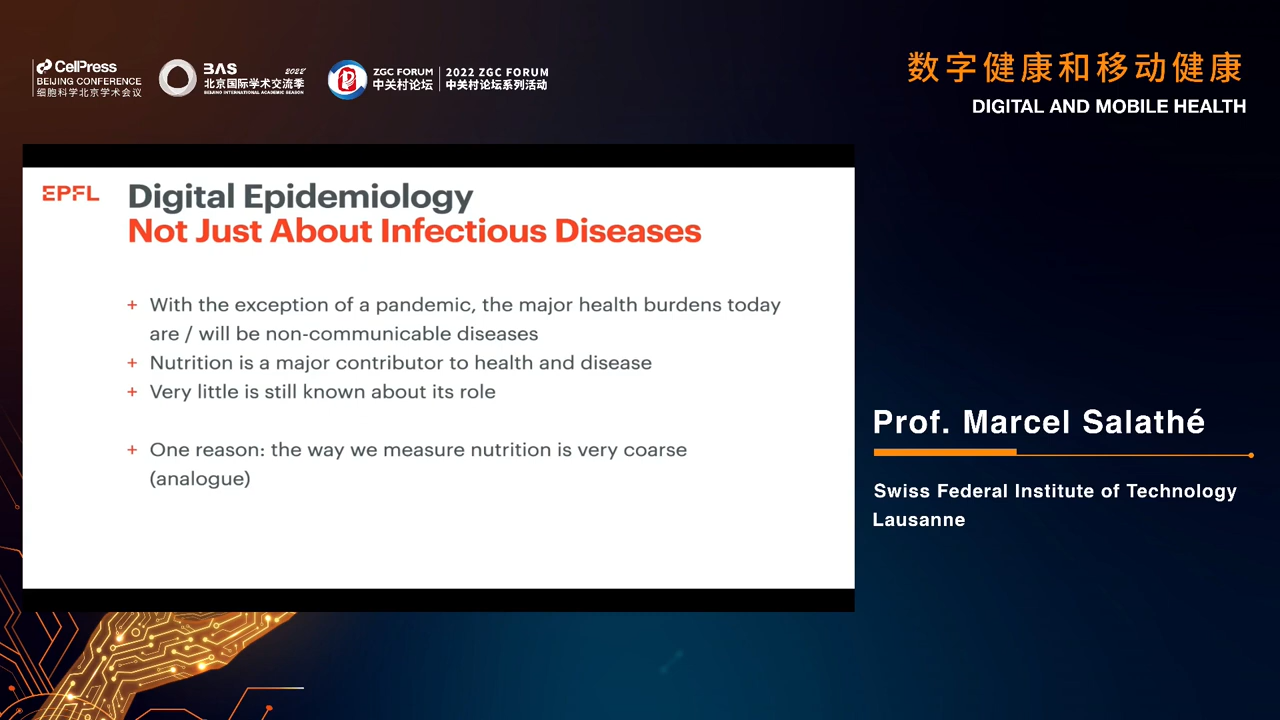 CellPress
BEIJING CONFERENCE
细胞科学北京学术会议
BAS 2022
北京国际学术交流季
BEIJING INTERNATIONAL ACADEMIC SEASON
ZGC FORUM
中关村论坛
2022 ZGC FORUM
中关村论坛系列活动
数字健康和移动健康
DIGITAL AND MOBILE HEALTH
EPFL
Digital Epidemiology
Not Just About Infectious Diseases
+ With the exception of a pandemic, the major health burdens today
are / will be non-communicable diseases
+ Nutrition is a major contributor to health and disease
+ Very little is still known about its role
+ One reason: the way we measure nutrition is very coarse
(analogue)
Prof. Marcel Salathé
Swiss Federal Institute of Technology
Lausanne